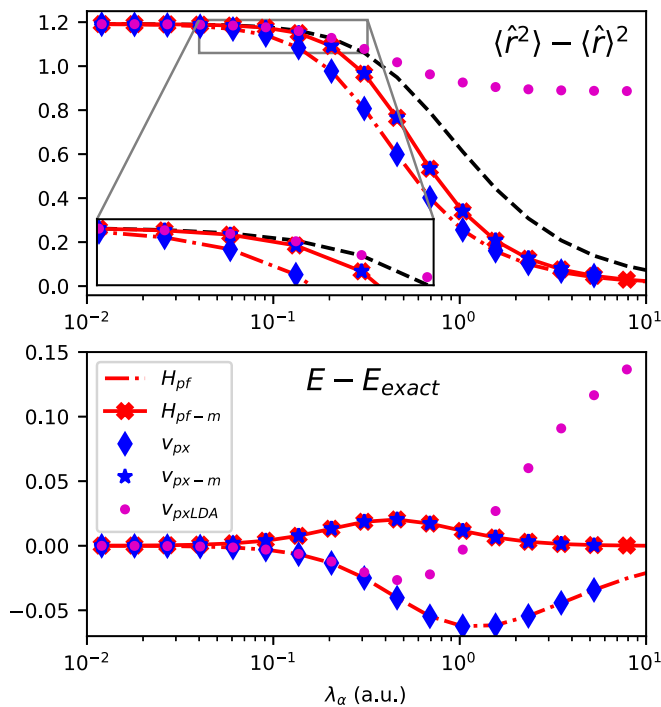 1.2
1.0
0.8
0.6
0.4
0.2
0.0
⟨r̂²⟩ − ⟨r̂⟩²
10⁻² 10⁻¹ 10⁰ 10¹
0.15
0.10
0.05
0.00
−0.05
E − E_exact
H_pf
H_pf−m
v_px
v_px−m
v_pxLDA
10⁻² 10⁻¹ 10⁰ 10¹
λ_α (a.u.)